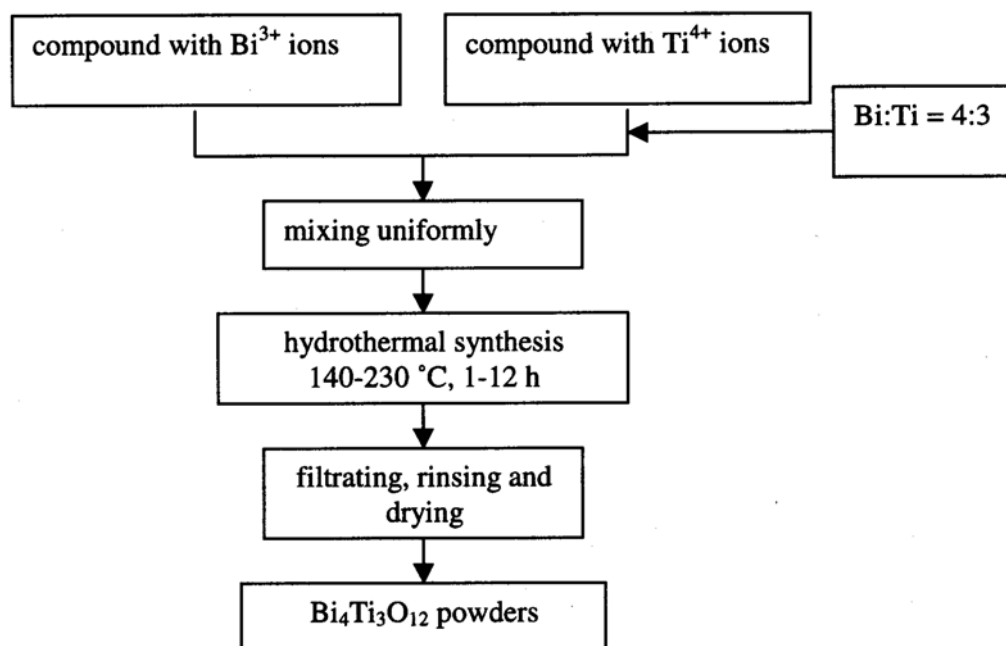 compound with Bi³⁺ ions
compound with Ti⁴⁺ ions
Bi:Ti = 4:3
mixing uniformly
hydrothermal synthesis
140-230 ˚C, 1-12 h
filtrating, rinsing and
drying
Bi₄Ti₃O₁₂ powders